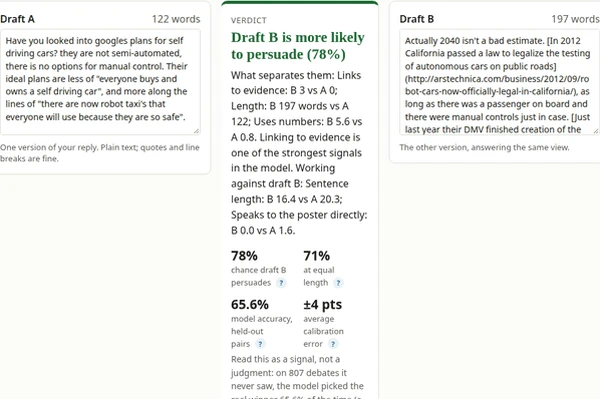 Draft A 122 words
Have you looked into googles plans for self
driving cars? they are not semi-automated,
there is no options for manual control. Their
ideal plans are less of "everyone buys and
owns a self driving car", and more along the
lines of "there are now robot taxi's that
everyone will use because they are so safe".
One version of your reply. Plain text; quotes and line
breaks are fine.
VERDICT
Draft B is more likely
to persuade (78%)
What separates them: Links
to evidence: B 3 vs A 0;
Length: B 197 words vs A
122; Uses numbers: B 5.6 vs
A 0.8. Linking to evidence is
one of the strongest signals
in the model. Working
against draft B: Sentence
length: B 16.4 vs A 20.3;
Speaks to the poster directly:
B 0.0 vs A 1.6.
78% 71%
chance draft B at equal
persuades ? length ?
65.6% ±4 pts
model accuracy, average
held-out calibration
pairs ? error ?
Read this as a signal, not a
judgment: on 807 debates it
never saw, the model picked the
Draft B 197 words
Actually 2040 isn't a bad estimate. [In 2012
California passed a law to legalize the testing
of autonomous cars on public roads]
(http://arstechnica.com/business/2012/09/ro
bot-cars-now-officially-legal-in-california/), as
long as there was a passenger on board and
there were manual controls just in case. [Just
last year their DMV finished creation of the
The other version, answering the same view.